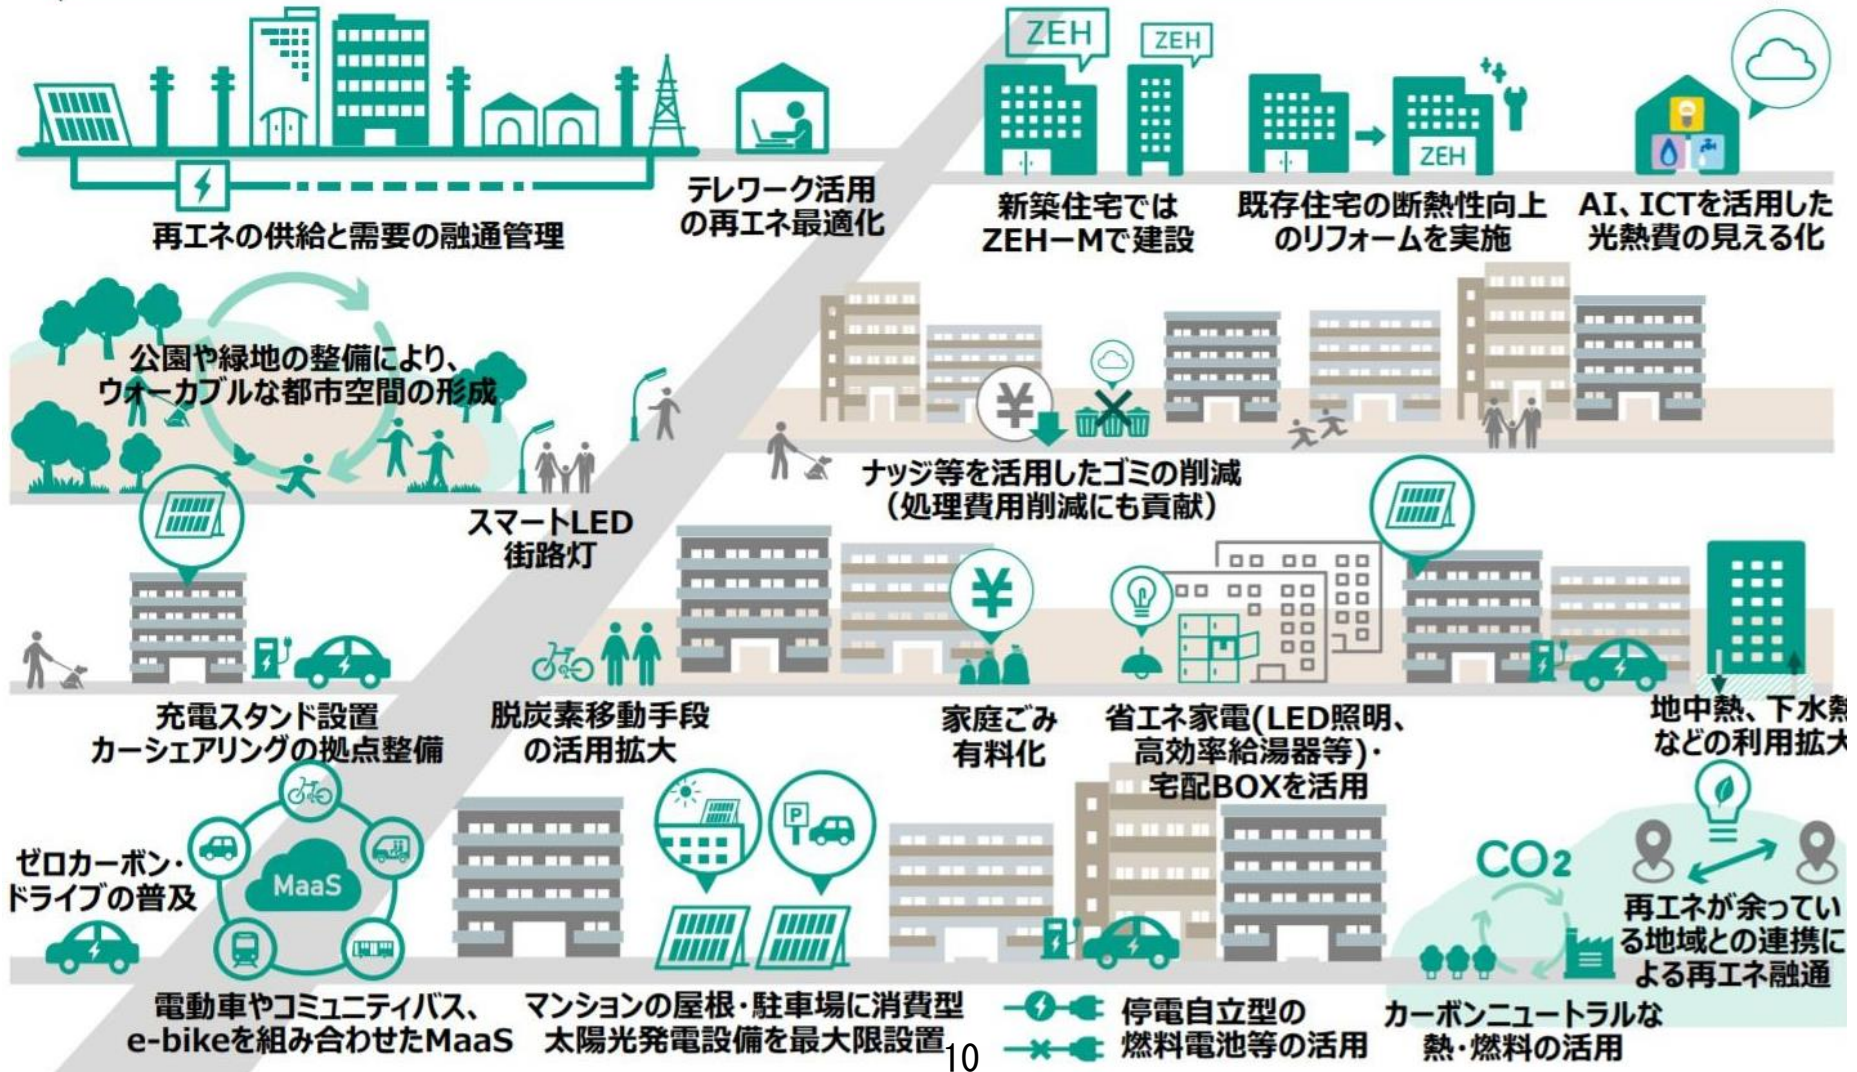 ZEH
ZEH
ZEH
テレワーク活用
の再エネ最適化
再エネの供給と需要の融通管理
新築住宅では
ZEHーMで建設
既存住宅の断熱性向上
のリフォームを実施
AI、ICTを活用した
光熱費の見える化
公園や緑地の整備により、
ウォーカブルな都市空間の形成
¥
ナッジ等を活用したゴミの削減
（処理費用削減にも貢献）
スマートLED
街路灯
¥
充電スタンド設置
カーシェアリングの拠点整備
脱炭素移動手段
の活用拡大
家庭ごみ
有料化
省エネ家電(LED照明、
高効率給湯器等)・
宅配BOXを活用
地中熱、下水熱
などの利用拡大
ゼロカーボン・
ドライブの普及
MaaS
P
CO2
再エネが余ってい
る地域との連携に
よる再エネ融通
電動車やコミュニティバス、
e-bikeを組み合わせたMaaS
マンションの屋根・駐車場に消費型
太陽光発電設備を最大限設置
停電自立型の
燃料電池等の活用
カーボンニュートラルな
熱・燃料の活用
10